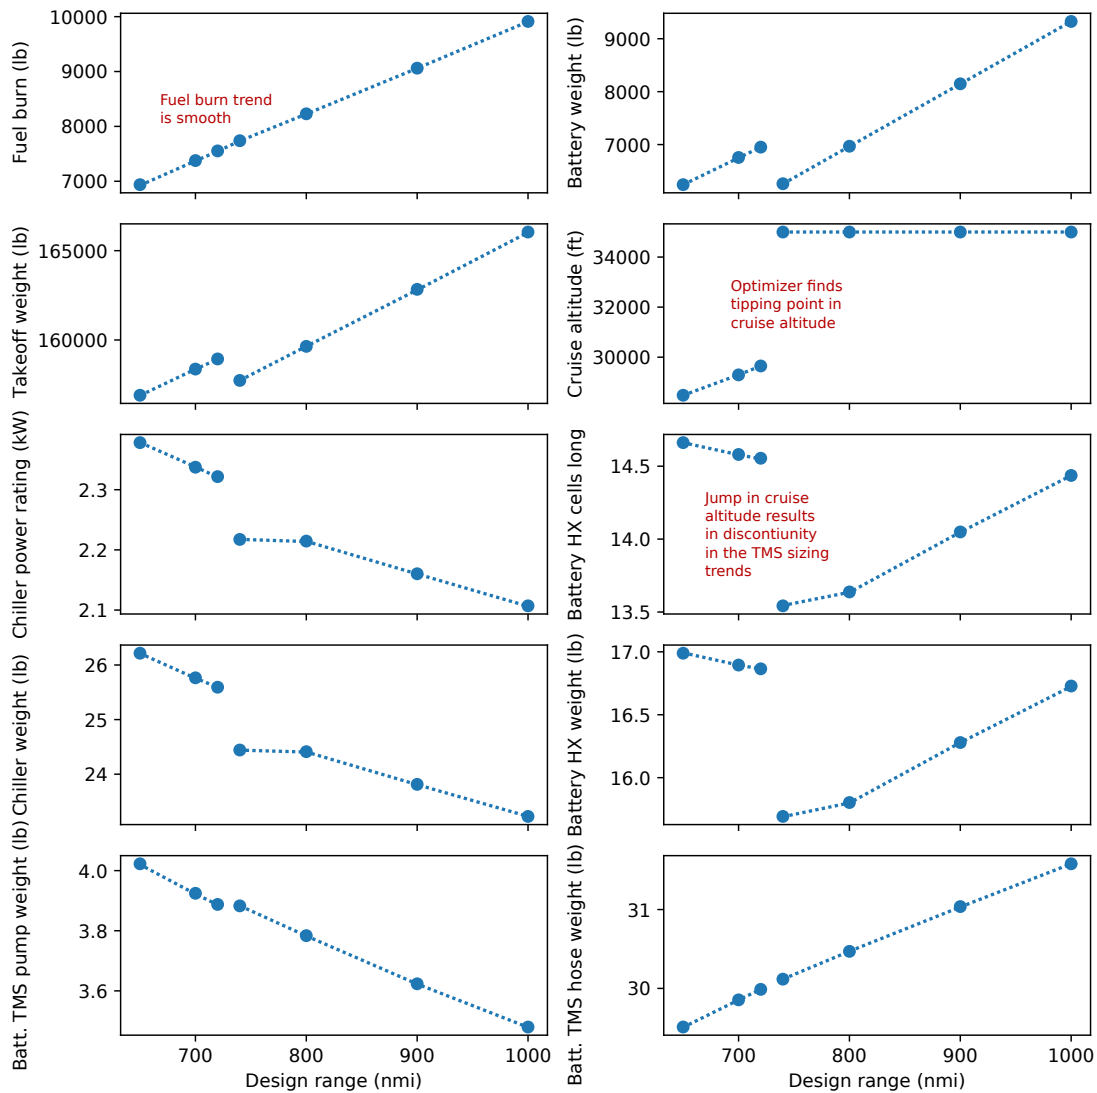 Fuel burn (lb)
10000
9000
8000
7000
Fuel burn trend
is smooth
Battery weight (lb)
9000
8000
7000
Takeoff weight (lb)
165000
160000
Cruise altitude (ft)
34000
32000
30000
Optimizer finds
tipping point in
cruise altitude
Chiller power rating (kW)
2.3
2.2
2.1
Battery HX cells long
14.5
14.0
13.5
Jump in cruise
altitude results
in discontiunity
in the TMS sizing
trends
Chiller weight (lb)
26
25
24
Battery HX weight (lb)
17.0
16.5
16.0
Batt. TMS pump weight (lb)
4.0
3.8
3.6
700
800
900
1000
Design range (nmi)
Batt. TMS hose weight (lb)
31
30
700
800
900
1000
Design range (nmi)